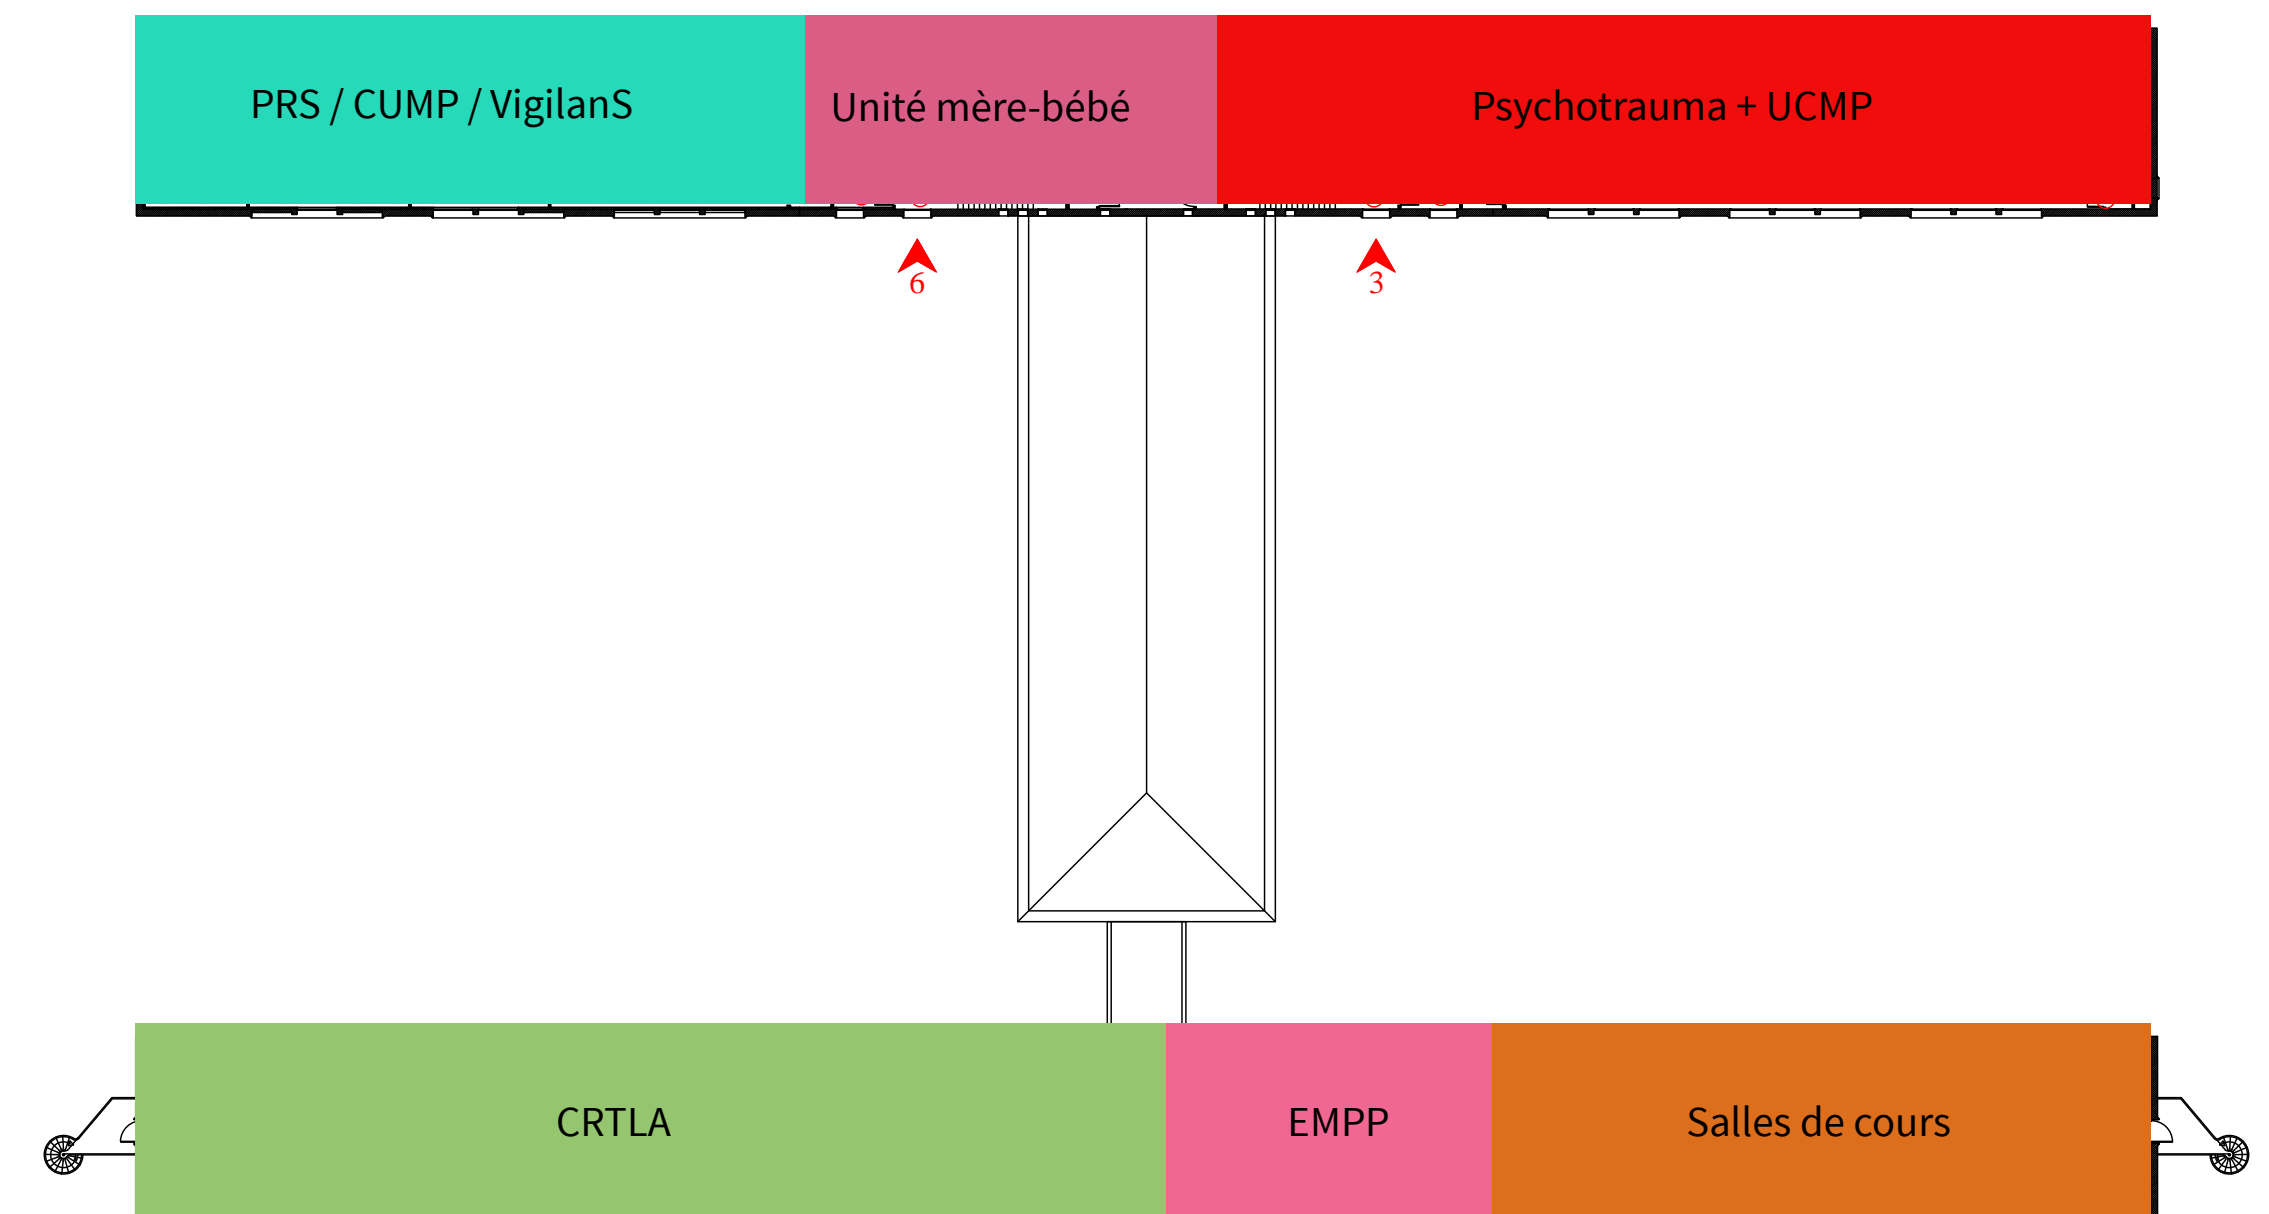 PRS / CUMP / VigilanS
Unité mère-bébé
Psychotrauma + UCMP
6
3
CRTLA
EMPP
Salles de cours